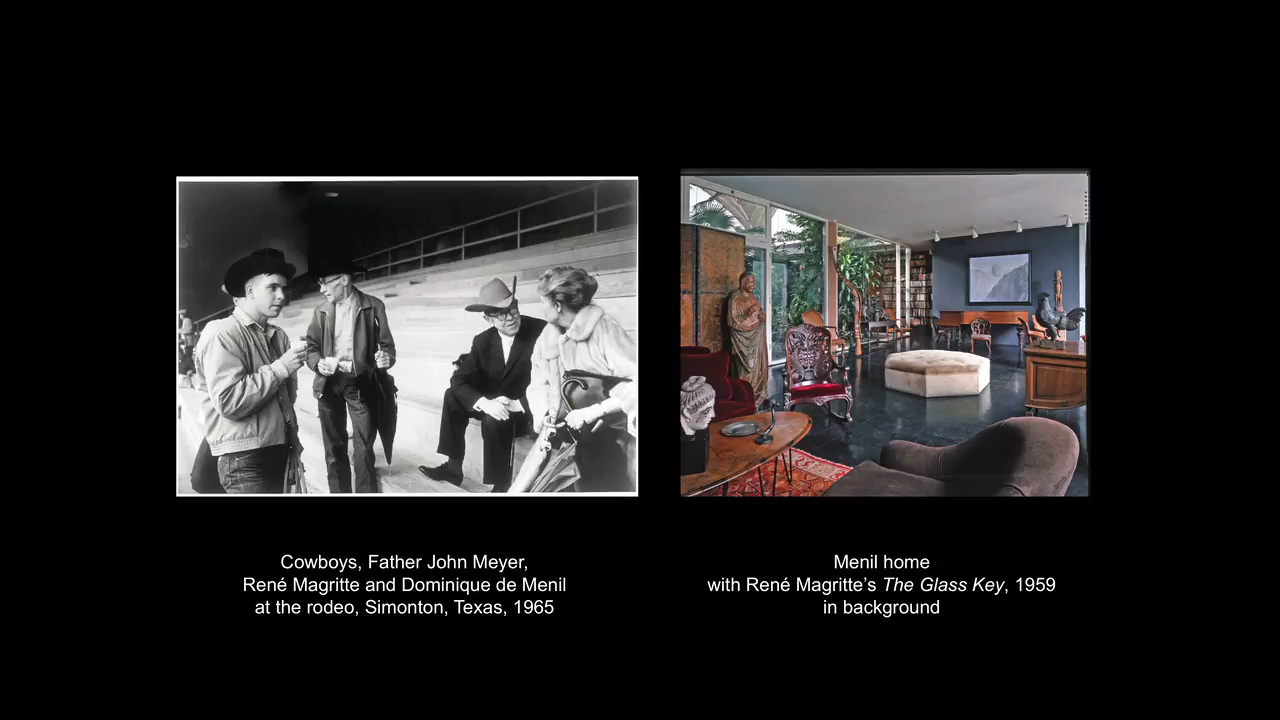 Cowboys, Father John Meyer,
René Magritte and Dominique de Menil
at the rodeo, Simonton, Texas, 1965
Menil home
with René Magritte’s The Glass Key, 1959
in background